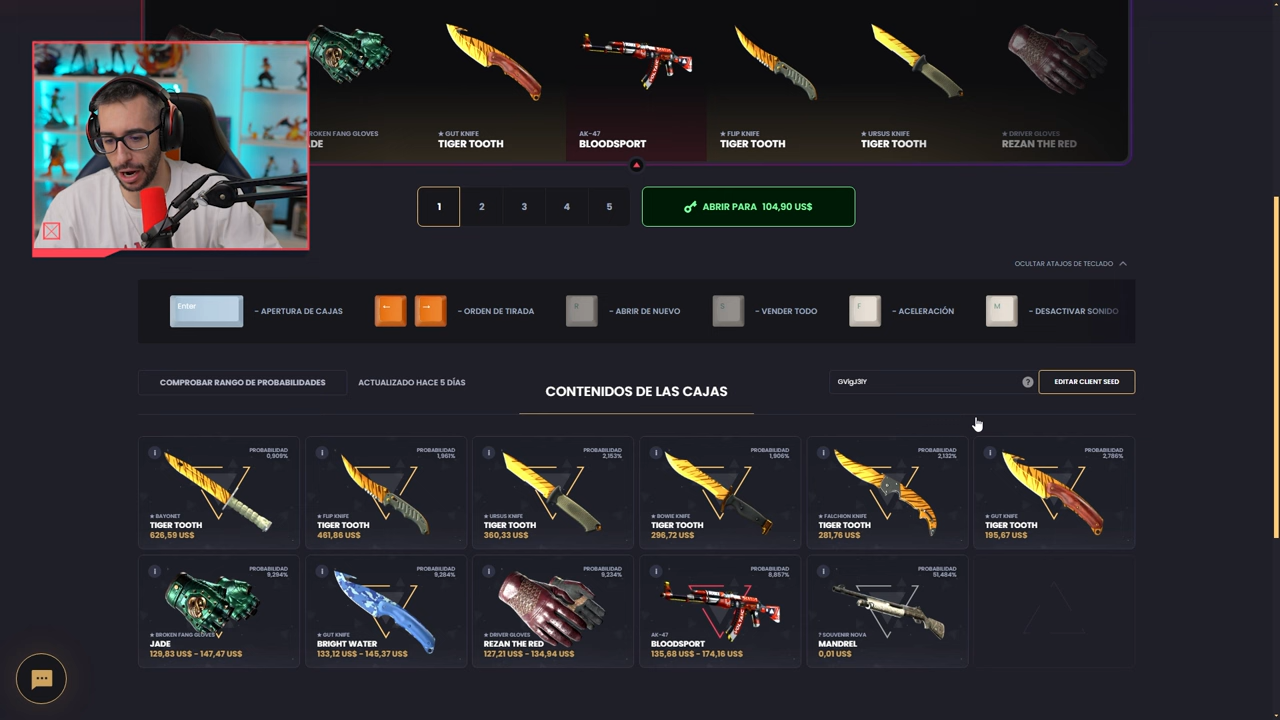 ROKEN FANG GLOVES
ADE
★ GUT KNIFE
TIGER TOOTH
AK-47
BLOODSPORT
★ FLIP KNIFE
TIGER TOOTH
★ URSUS KNIFE
TIGER TOOTH
★ DRIVER GLOVES
REZAN THE RED
1 2 3 4 5
ABRIR PARA 104,90 US$
OCULTAR ATAJOS DE TECLADO
Enter - APERTURA DE CAJAS
← → - ORDEN DE TIRADA
R - ABRIR DE NUEVO
S - VENDER TODO
F - ACELERACIÓN
M - DESACTIVAR SONIDO
COMPROBAR RANGO DE PROBABILIDADES
ACTUALIZADO HACE 5 DÍAS
CONTENIDOS DE LAS CAJAS
?
EDITAR CLIENT SEED
PROBABILIDAD
0,909%
★ BAYONET
TIGER TOOTH
626,59 US$
PROBABILIDAD
1,961%
★ FLIP KNIFE
TIGER TOOTH
461,86 US$
PROBABILIDAD
2,153%
★ URSUS KNIFE
TIGER TOOTH
360,33 US$
PROBABILIDAD
1,906%
★ BOWIE KNIFE
TIGER TOOTH
296,72 US$
PROBABILIDAD
2,132%
★ FALCHION KNIFE
TIGER TOOTH
281,76 US$
PROBABILIDAD
2,786%
★ GUT KNIFE
TIGER TOOTH
195,67 US$
PROBABILIDAD
9,294%
★ BROKEN FANG GLOVES
JADE
129,83 US$ - 147,47 US$
PROBABILIDAD
9,284%
★ GUT KNIFE
BRIGHT WATER
133,12 US$ - 145,37 US$
PROBABILIDAD
9,234%
★ DRIVER GLOVES
REZAN THE RED
127,21 US$ - 134,94 US$
PROBABILIDAD
8,857%
AK-47
BLOODSPORT
135,68 US$ - 174,16 US$
PROBABILIDAD
51,484%
? SOUVENIR NOVA
MANDREL
0,01 US$